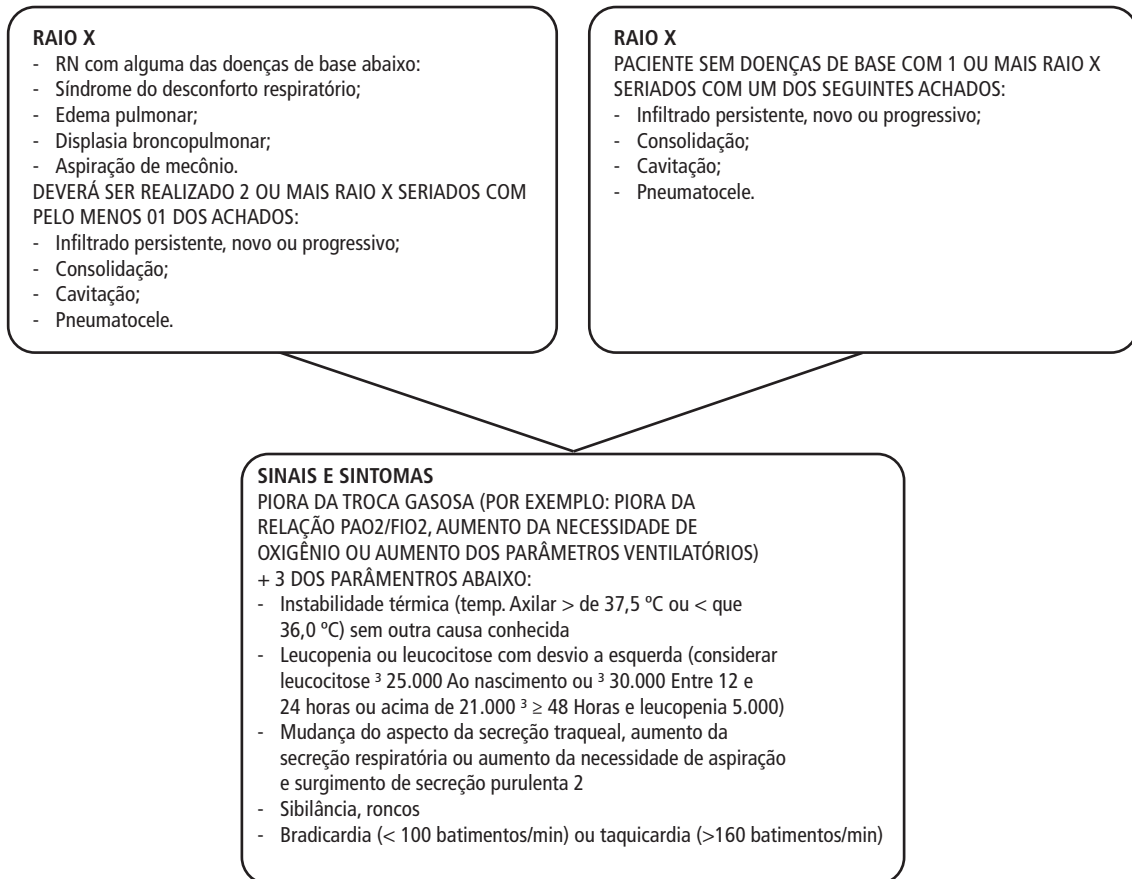 RAIO X
- RN com alguma das doenças de base abaixo:
- Síndrome do desconforto respiratório;
- Edema pulmonar;
- Displasia broncopulmonar;
- Aspiração de mecônio.
DEVERÁ SER REALIZADO 2 OU MAIS RAIO X SERIADOS COM
PELO MENOS 01 DOS ACHADOS:
- Infiltrado persistente, novo ou progressivo;
- Consolidação;
- Cavitação;
- Pneumatocele.
RAIO X
PACIENTE SEM DOENÇAS DE BASE COM 1 OU MAIS RAIO X
SERIADOS COM UM DOS SEGUINTES ACHADOS:
- Infiltrado persistente, novo ou progressivo;
- Consolidação;
- Cavitação;
- Pneumatocele.
SINAIS E SINTOMAS
PIORA DA TROCA GASOSA (POR EXEMPLO: PIORA DA
RELAÇÃO PAO2/FIO2, AUMENTO DA NECESSIDADE DE
OXIGÊNIO OU AUMENTO DOS PARÂMETROS VENTILATÓRIOS)
+ 3 DOS PARÂMENTROS ABAIXO:
- Instabilidade térmica (temp. Axilar > de 37,5 ºC ou < que
36,0 ºC) sem outra causa conhecida
- Leucopenia ou leucocitose com desvio a esquerda (considerar
leucocitose ³ 25.000 Ao nascimento ou ³ 30.000 Entre 12 e
24 horas ou acima de 21.000 ³ ≥ 48 Horas e leucopenia 5.000)
- Mudança do aspecto da secreção traqueal, aumento da
secreção respiratória ou aumento da necessidade de aspiração
e surgimento de secreção purulenta 2
- Sibilância, roncos
- Bradicardia (< 100 batimentos/min) ou taquicardia (>160 batimentos/min)